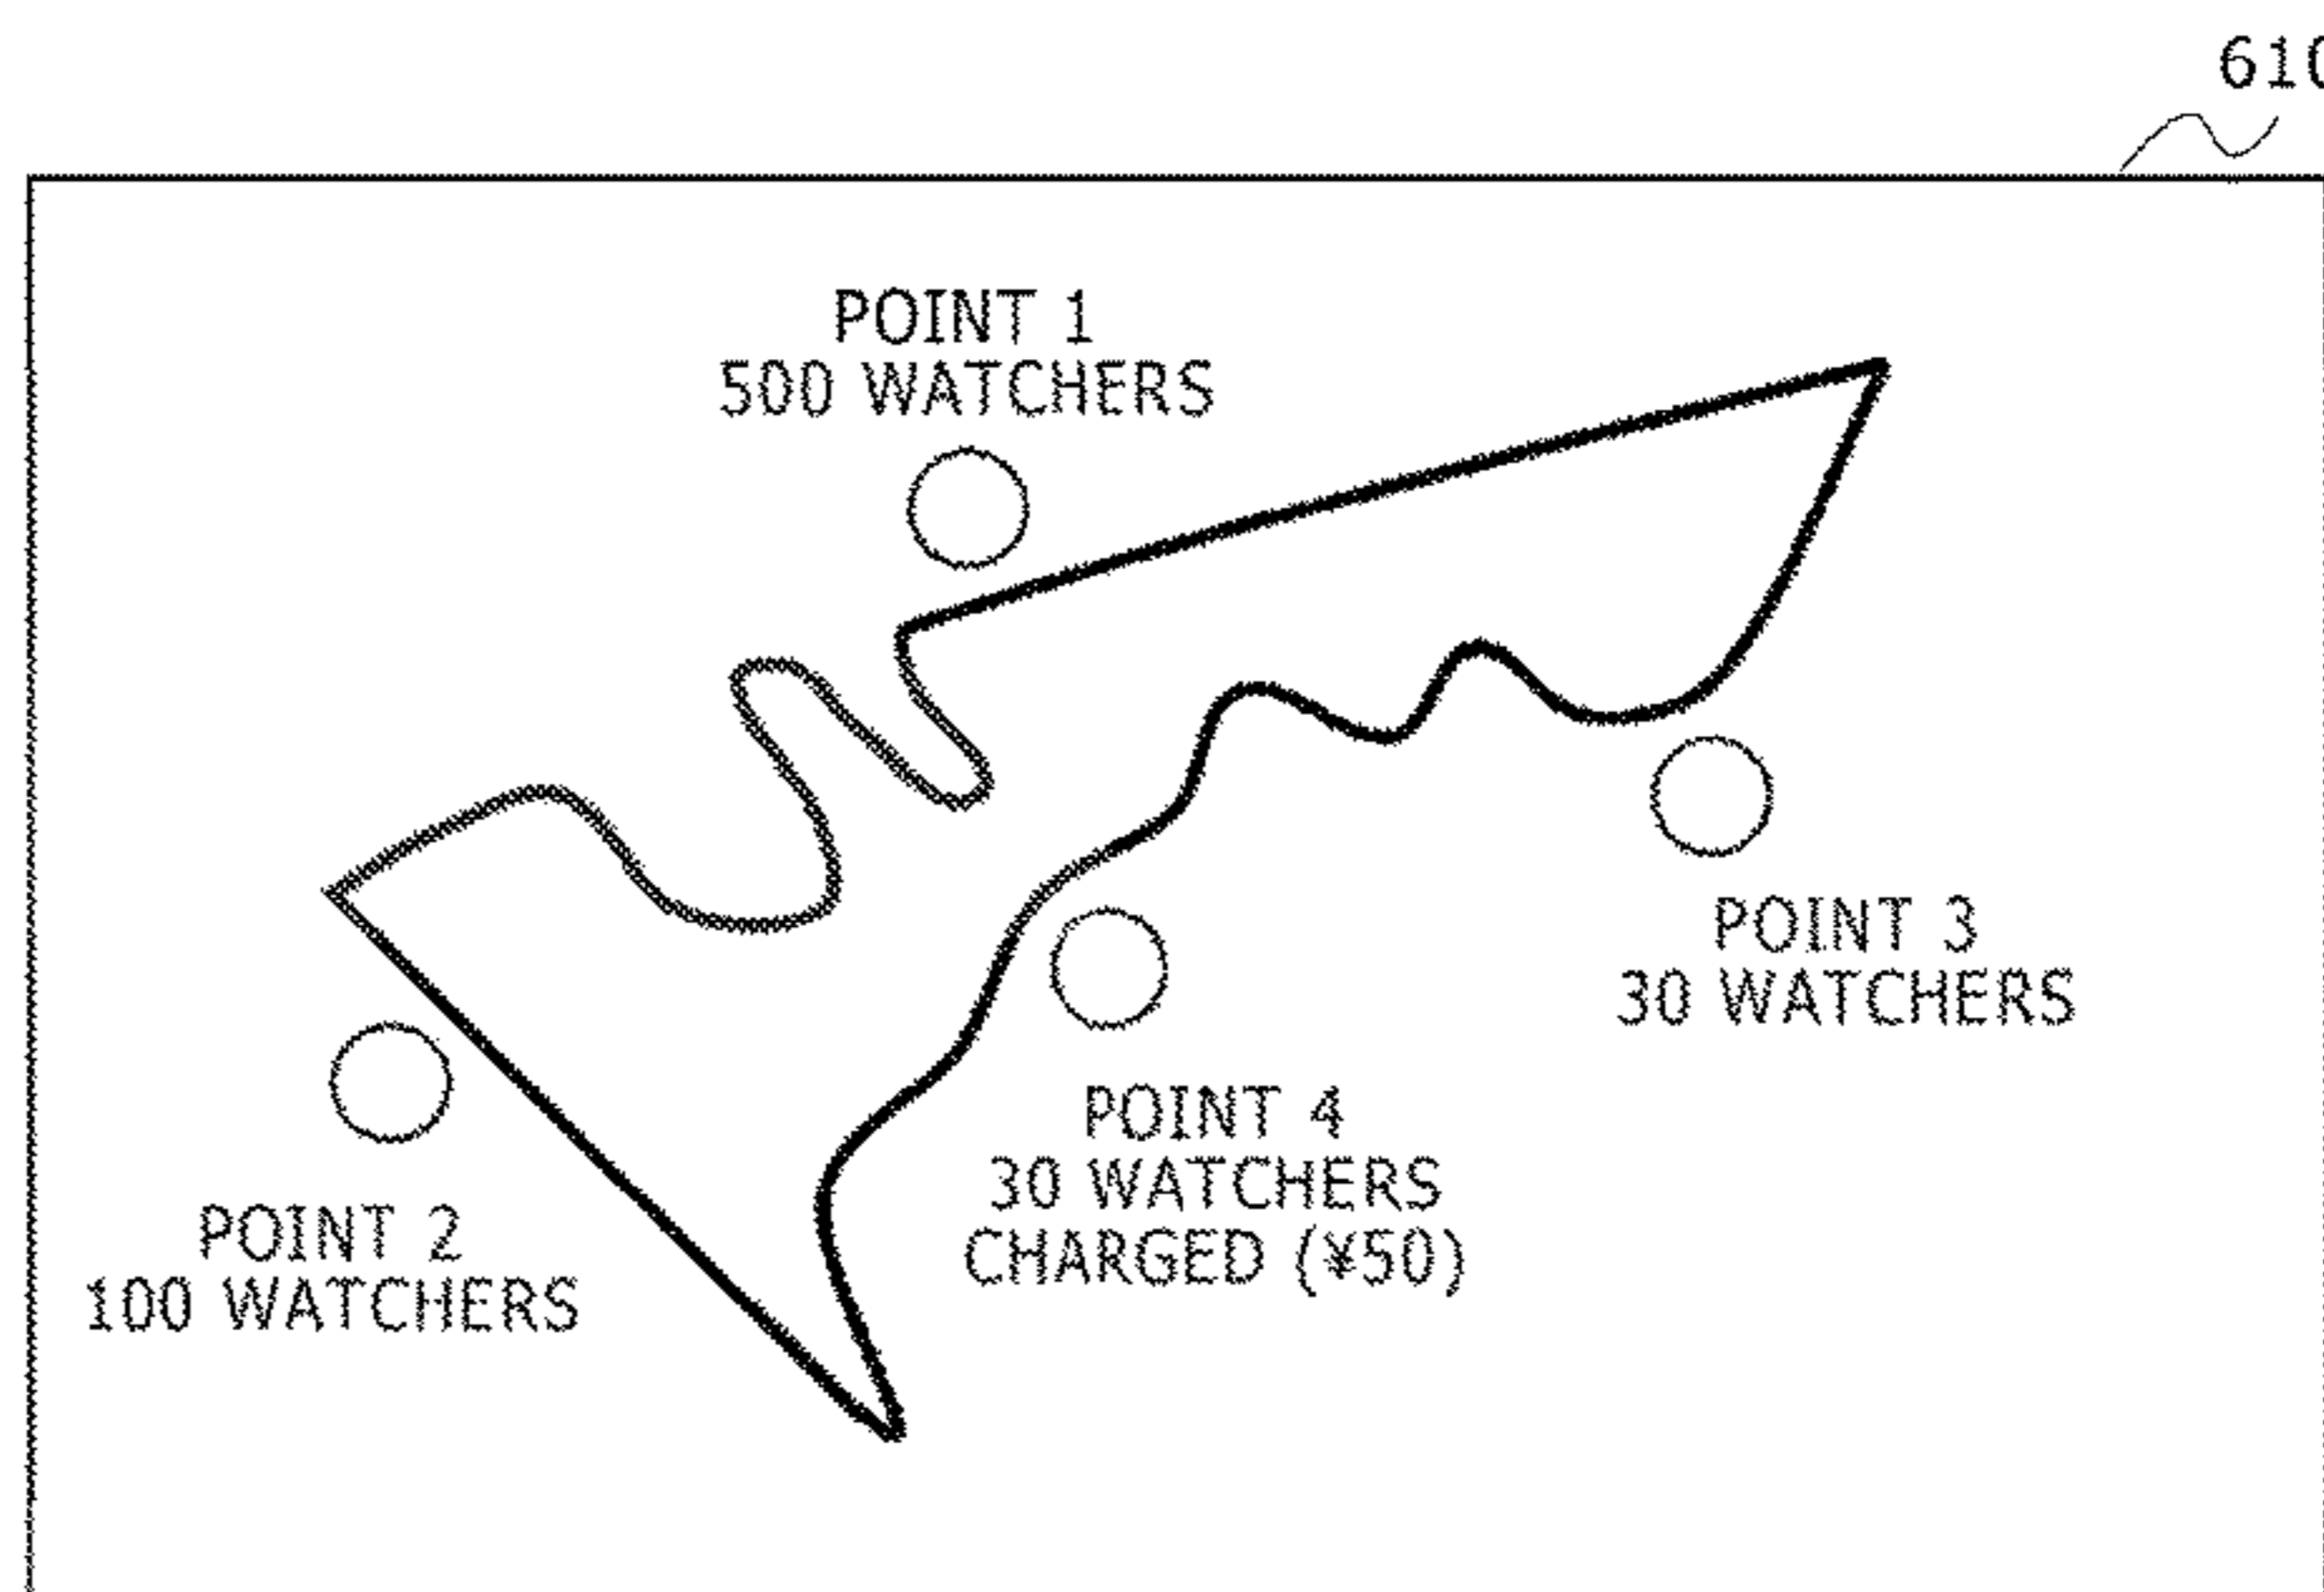 610
POINT 1
500 WATCHERS
POINT 3
30 WATCHERS
POINT 4
30 WATCHERS
CHARGED (¥50)
POINT 2
100 WATCHERS